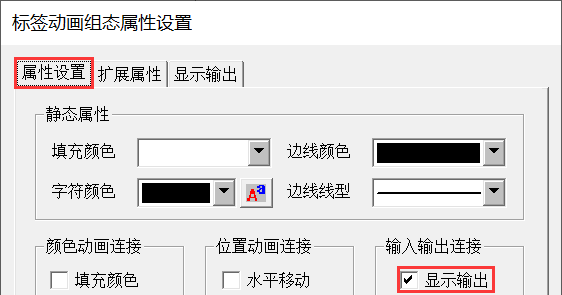 标签动画组态属性设置
属性设置 扩展属性 显示输出
静态属性
填充颜色 边线颜色
字符颜色 Aa 边线线型
颜色动画连接 位置动画连接 输入输出连接
填充颜色 水平移动 显示输出